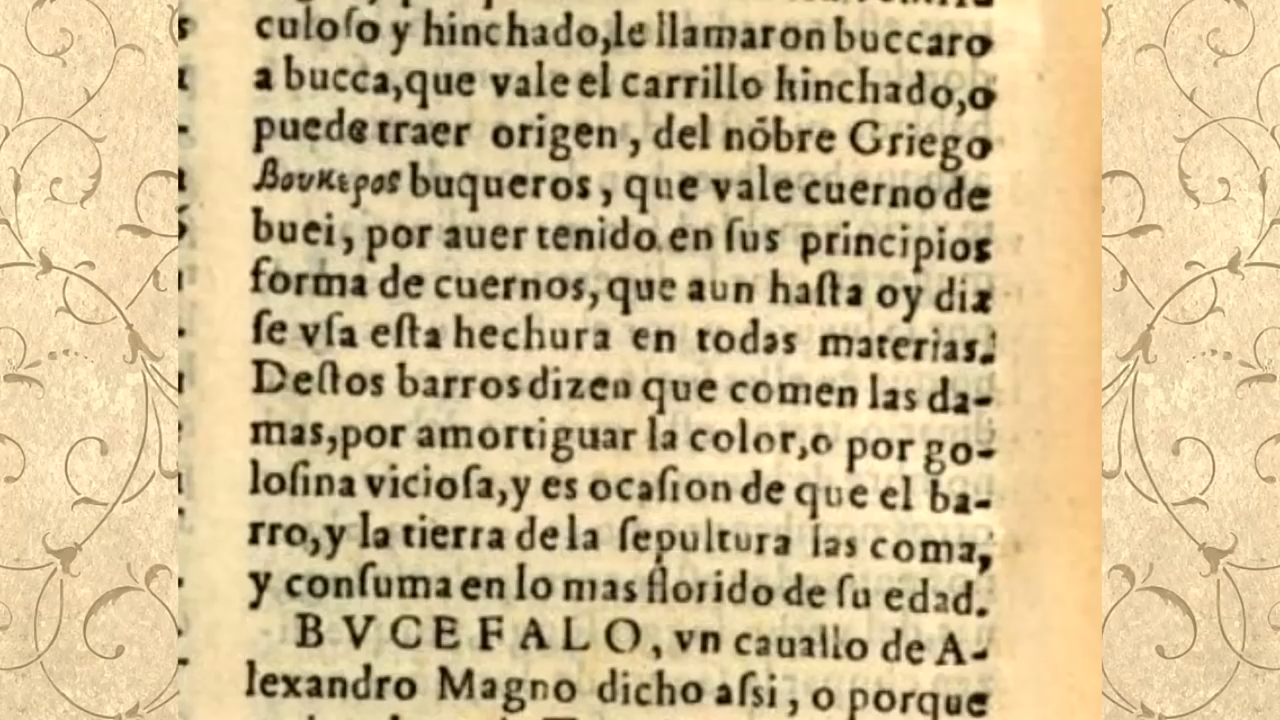 culoſo y hinchado,le llamaron buccaro
a bucca,que vale el carrillo hinchado,o
puede traer origen, del nõbre Griego
βουκερος buqueros, que vale cuerno de
buei, por auer tenido en ſus principios
forma de cuernos, que aun haſta oy dia
ſe vſa eſta hechura en todas materias.
Deſtos barros dizen que comen las da-
mas,por amortiguar la color,o por go-
loſina vicioſa,y es ocaſion de que el ba-
rro,y la tierra de la ſepultura las coma,
y conſuma en lo mas florido de ſu edad.
BVCEFALO, vn cauallo de A-
lexandro Magno dicho aſsi, o porque